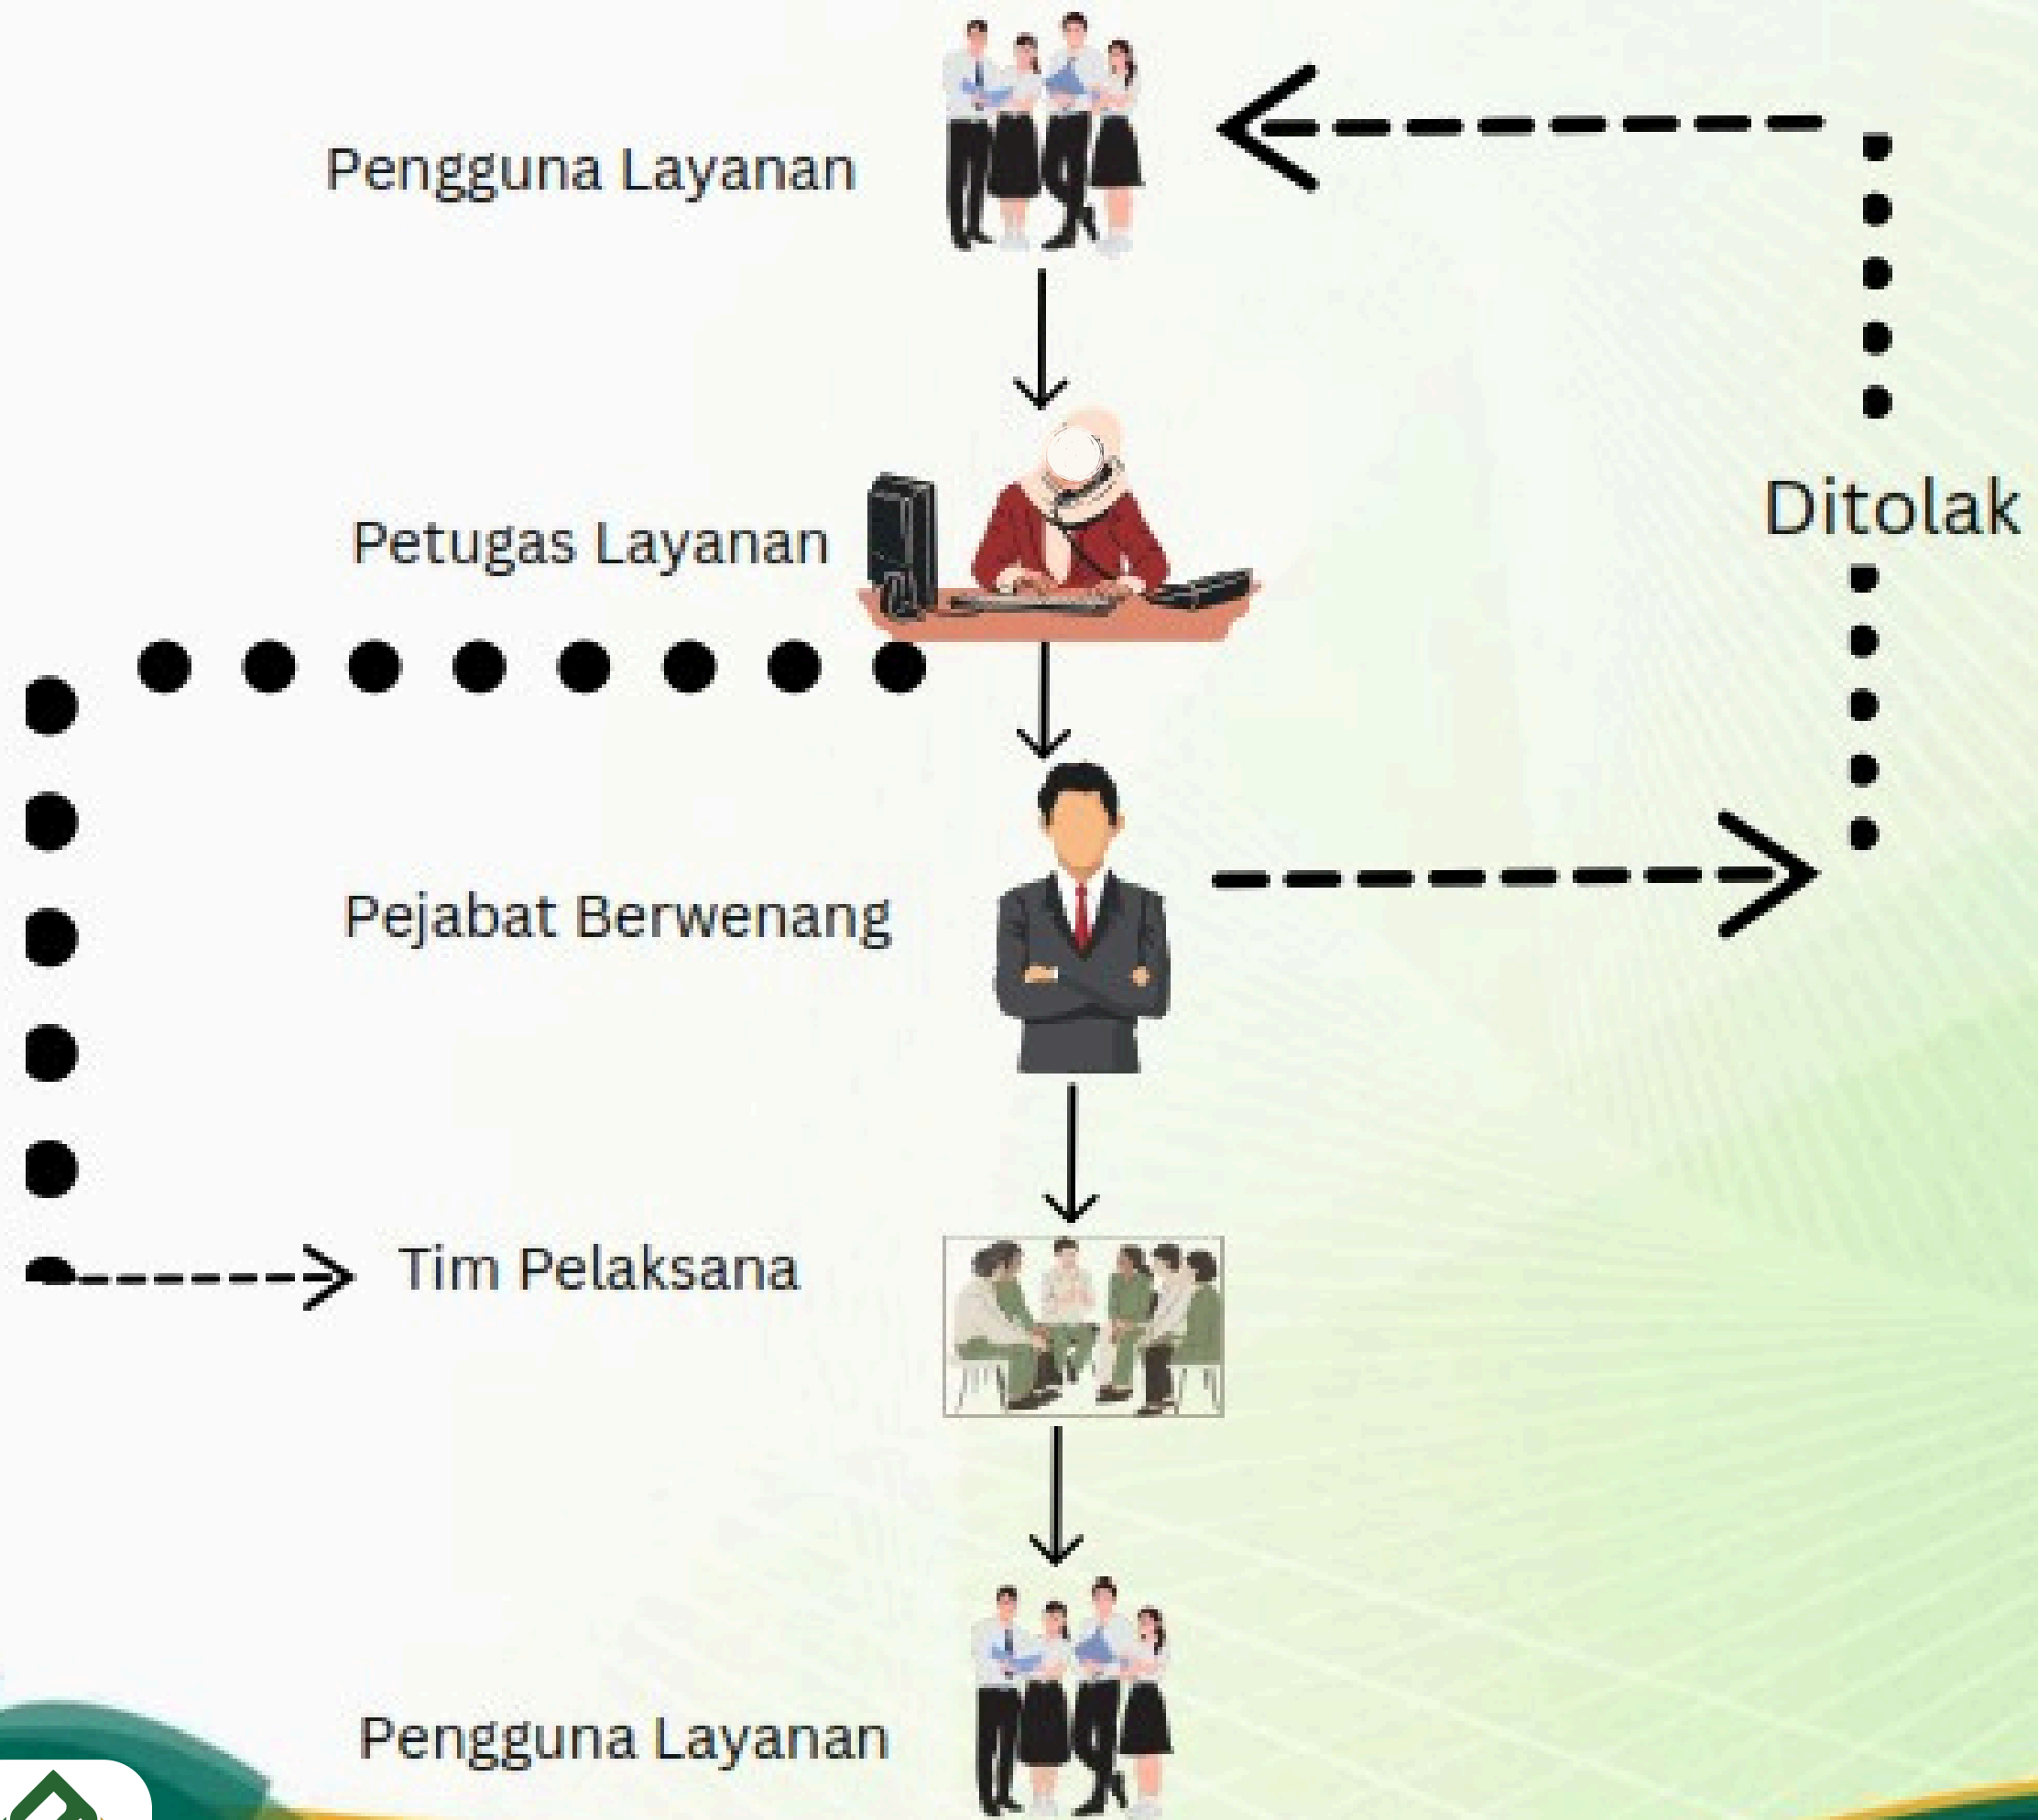 Pengguna Layanan
Petugas Layanan
Ditolak
Pejabat Berwenang
Tim Pelaksana
Pengguna Layanan